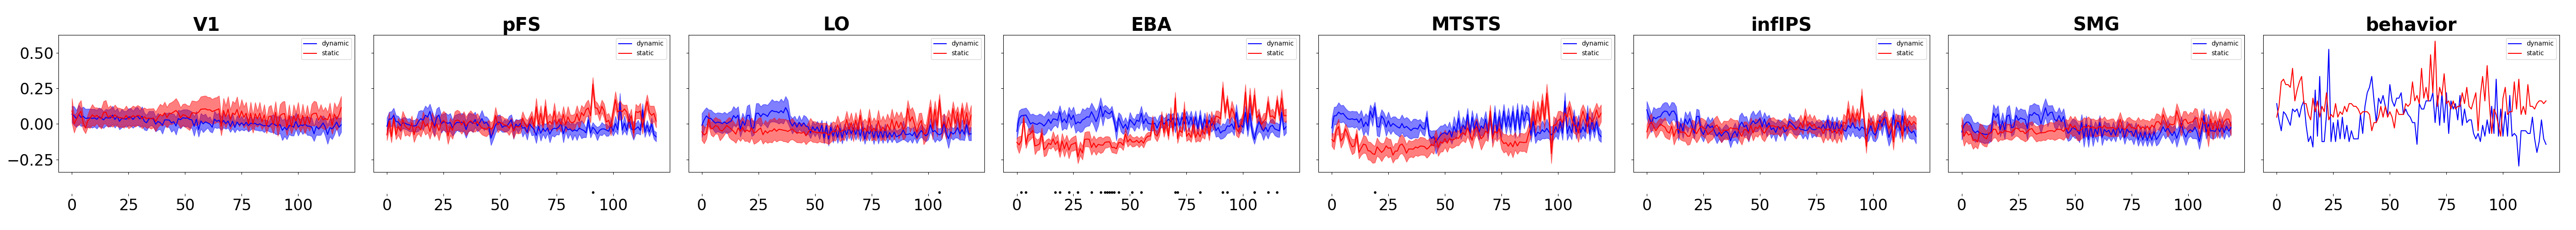 V1 pFS LO EBA MTSTS infIPS SMG behavior
dynamic dynamic dynamic dynamic dynamic dynamic dynamic dynamic
static static static static static static static static
0.50
0.25
0.00
−0.25
0 25 50 75 100 0 25 50 75 100 0 25 50 75 100 0 25 50 75 100 0 25 50 75 100 0 25 50 75 100 0 25 50 75 100 0 25 50 75 100